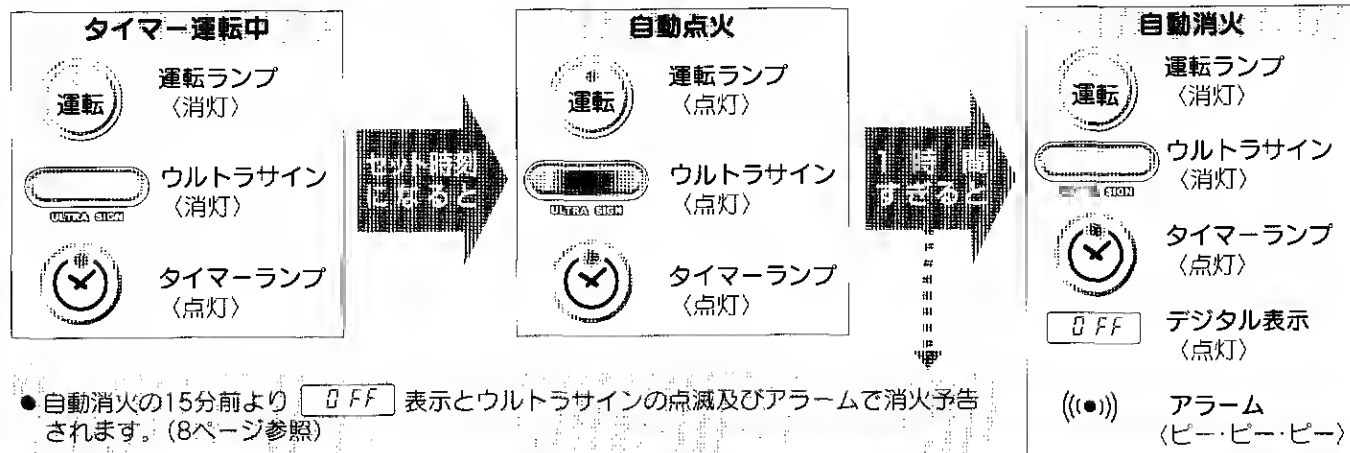 タイマー運転中
運転
運転ランプ
〈消灯〉
ULTRA SIGN
ウルトラサイン
〈消灯〉
タイマーランプ
〈点灯〉
セット時刻
になると
自動点火
運転
運転ランプ
〈点灯〉
ULTRA SIGN
ウルトラサイン
〈点灯〉
タイマーランプ
〈点灯〉
1時間
すぎると
自動消火
運転
運転ランプ
〈消灯〉
SIGN
ウルトラサイン
〈消灯〉
タイマーランプ
〈点灯〉
OFF
デジタル表示
〈点灯〉
アラーム
〈ピー・ピー・ピー〉
●自動消火の15分前より OFF 表示とウルトラサインの点滅及びアラームで消火予告
されます。(8ページ参照)